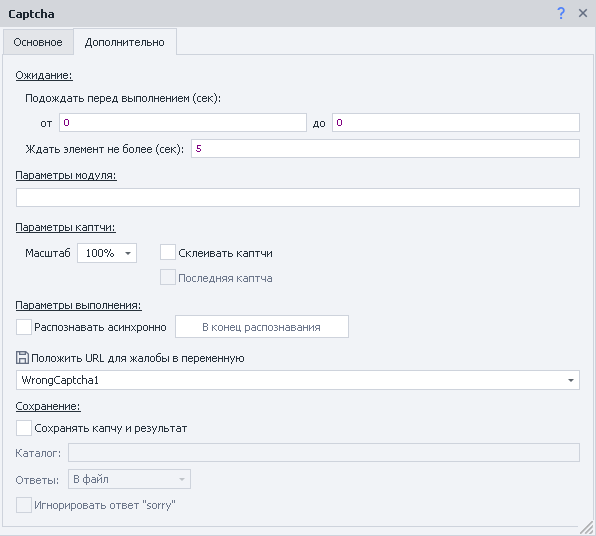 Captcha
Основное Дополнительно
Ожидание:
Подождать перед выполнением (сек):
от 0 до 0
Ждать элемент не более (сек): 5
Параметры модуля:
Параметры каптчи:
Масштаб 100% Склеивать каптчи
Последняя каптча
Параметры выполнения:
Распознавать асинхронно В конец распознавания
Положить URL для жалобы в переменную
WrongCaptcha1
Сохранение:
Сохранять капчу и результат
Каталог:
Ответы: В файл
Игнорировать ответ "sorry"